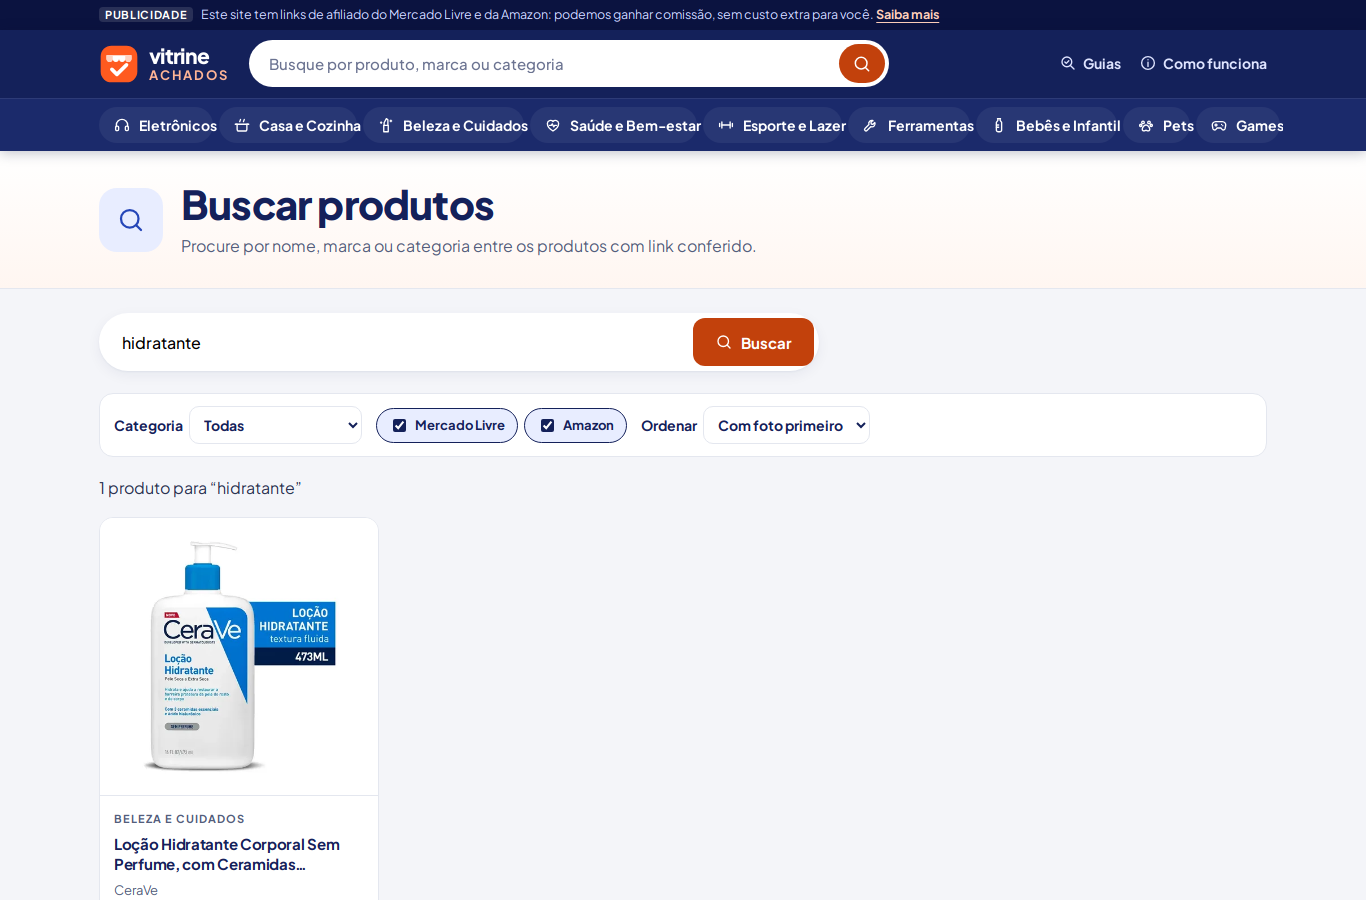 PUBLICIDADE Este site tem links de afiliado do Mercado Livre e da Amazon: podemos ganhar comissão, sem custo extra para você. Saiba mais
vitrine
ACHADOS
Busque por produto, marca ou categoria
Guias
Como funciona
Eletrônicos Casa e Cozinha Beleza e Cuidados Saúde e Bem-estar Esporte e Lazer Ferramentas Bebês e Infantil Pets Games
Buscar produtos
Procure por nome, marca ou categoria entre os produtos com link conferido.
hidratante
Buscar
Categoria Todas Mercado Livre Amazon Ordenar Com foto primeiro
1 produto para “hidratante”
CeraVe
Loção
Hidratante
Pele Seca a Extra Seca
LOÇÃO
HIDRATANTE
textura fluida
473ML
BELEZA E CUIDADOS
Loção Hidratante Corporal Sem
Perfume, com Ceramidas…
CeraVe